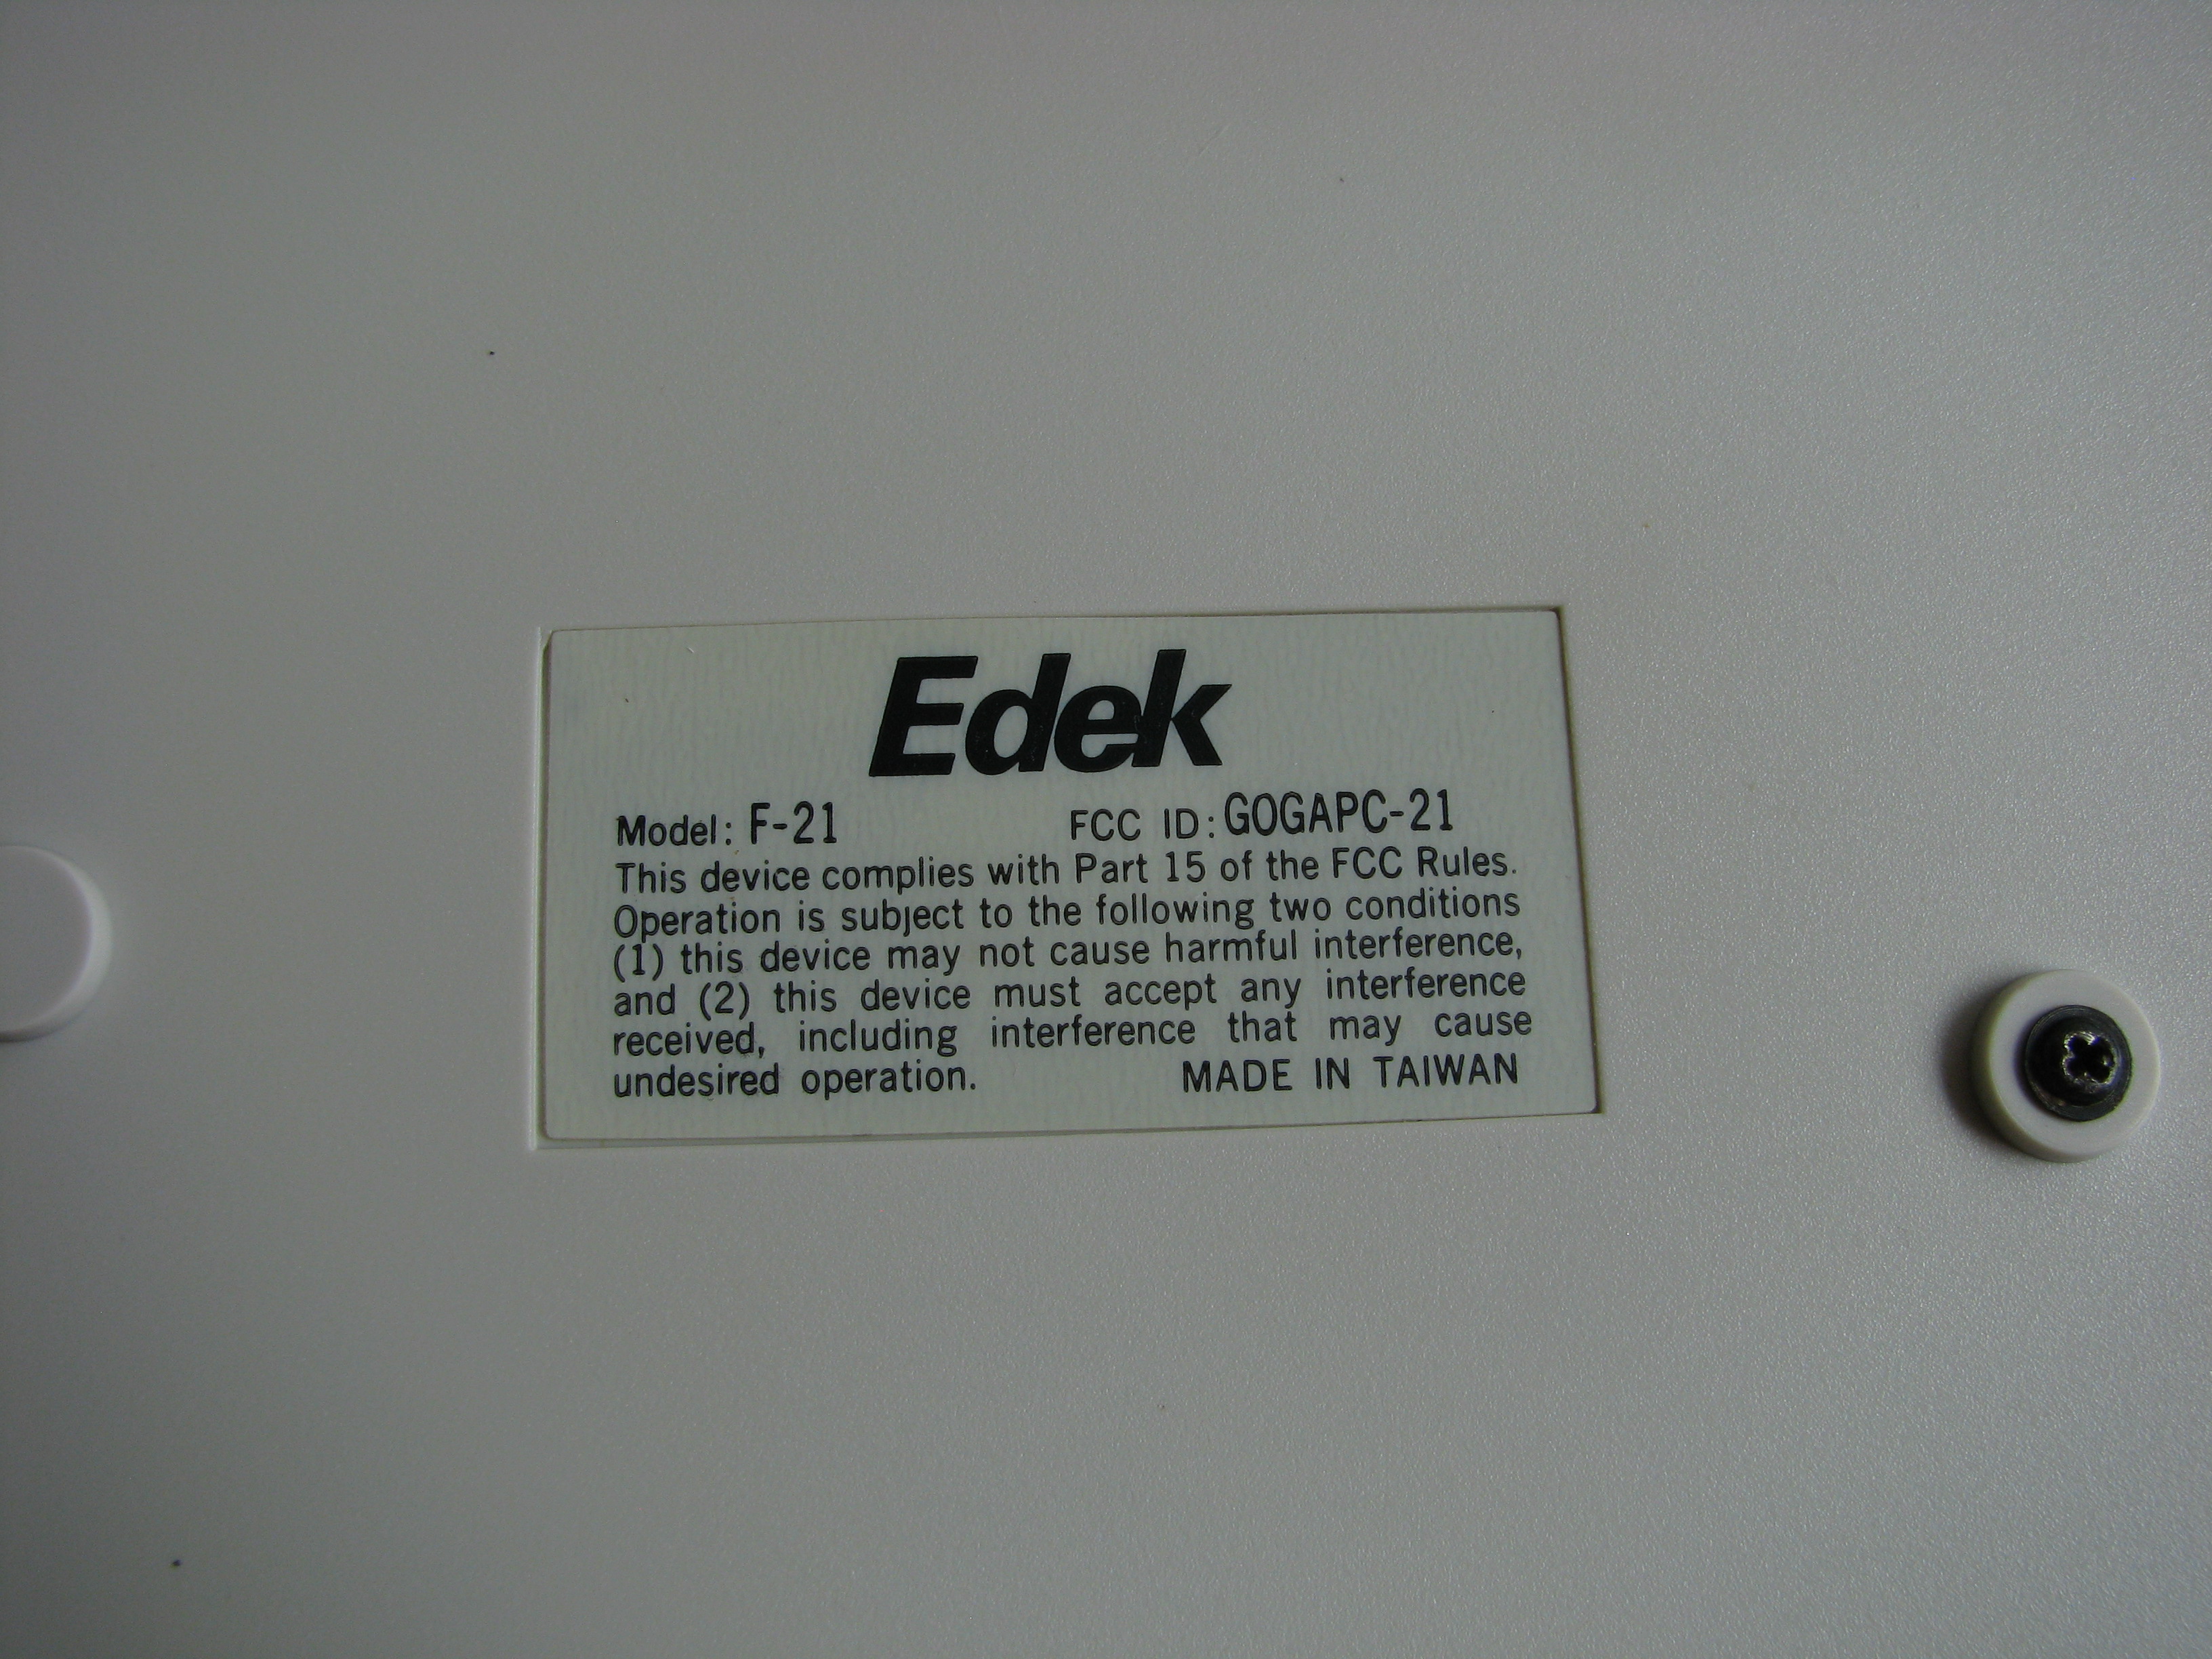 Edek
Model: F-21 FCC ID: GOGAPC-21
This device complies with Part 15 of the FCC Rules.
Operation is subject to the following two conditions
(1) this device may not cause harmful interference,
and (2) this device must accept any interference
received, including interference that may cause
undesired operation. MADE IN TAIWAN